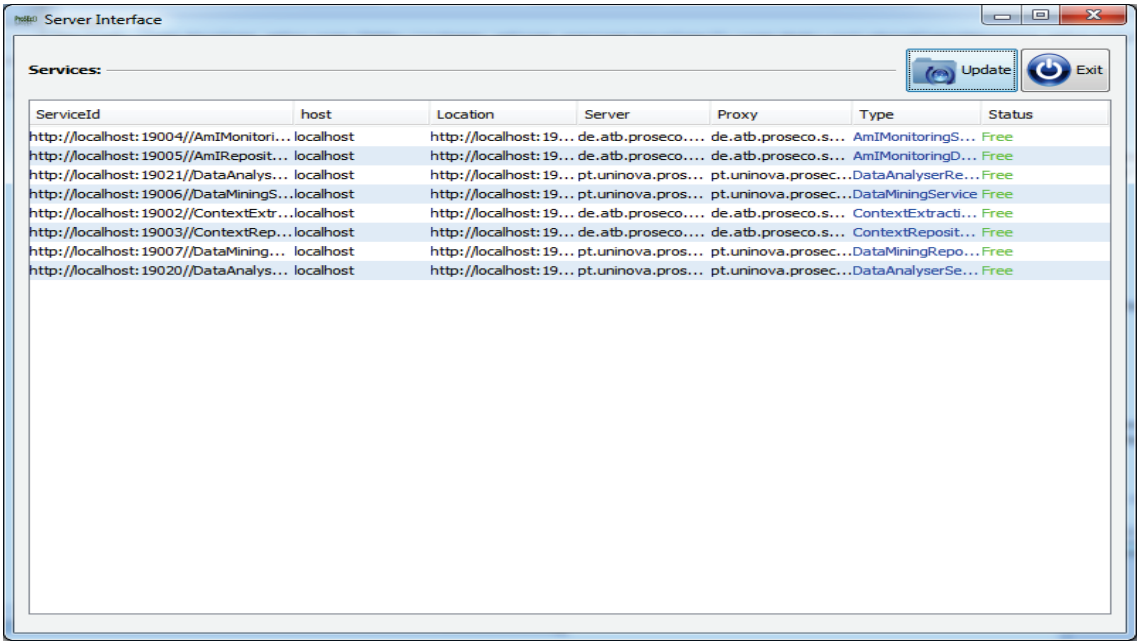 ProSEco Server Interface
Services: Update Exit
ServiceId host Location Server Proxy Type Status
http://localhost:19004//AmIMonitori... localhost http://localhost:19... de.atb.proseco.... de.atb.proseco.s... AmIMonitoringS... Free
http://localhost:19005//AmIReposit... localhost http://localhost:19... de.atb.proseco.... de.atb.proseco.s... AmIMonitoringD... Free
http://localhost:19021//DataAnalys... localhost http://localhost:19... pt.uninova.pros... pt.uninova.prosec... DataAnalyserRe... Free
http://localhost:19006//DataMiningS... localhost http://localhost:19... pt.uninova.pros... pt.uninova.prosec... DataMiningService Free
http://localhost:19002//ContextExtr... localhost http://localhost:19... de.atb.proseco.... de.atb.proseco.s... ContextExtracti... Free
http://localhost:19003//ContextRep... localhost http://localhost:19... de.atb.proseco.... de.atb.proseco.s... ContextReposit... Free
http://localhost:19007//DataMining... localhost http://localhost:19... pt.uninova.pros... pt.uninova.prosec... DataMiningRepo... Free
http://localhost:19020//DataAnalys... localhost http://localhost:19... pt.uninova.pros... pt.uninova.prosec... DataAnalyserSe... Free